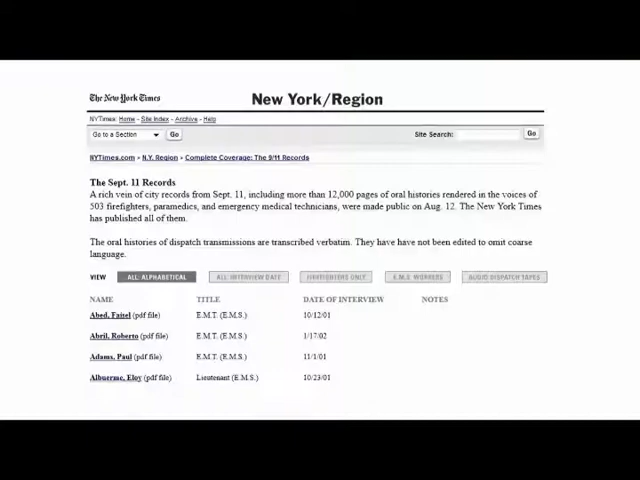 The New York Times
New York/Region
NYTimes: Home - Site Index - Archive - Help
Go to a Section Go Site Search: Go
NYTimes.com > N.Y. Region > Complete Coverage: The 9/11 Records
The Sept. 11 Records
A rich vein of city records from Sept. 11, including more than 12,000 pages of oral histories rendered in the voices of
503 firefighters, paramedics, and emergency medical technicians, were made public on Aug. 12. The New York Times
has published all of them.
The oral histories of dispatch transmissions are transcribed verbatim. They have have not been edited to omit coarse
language.
VIEW ALL: ALPHABETICAL ALL: INTERVIEW DATE FIREFIGHTERS ONLY E.M.S. WORKERS AUDIO DISPATCH TAPES
NAME TITLE DATE OF INTERVIEW NOTES
Abed, Faisel (pdf file) E.M.T. (E.M.S.) 10/12/01
Abril, Roberto (pdf file) E.M.T. (E.M.S.) 1/17/02
Adams, Paul (pdf file) E.M.T. (E.M.S.) 11/1/01
Albuerme, Eloy (pdf file) Lieutenant (E.M.S.) 10/23/01